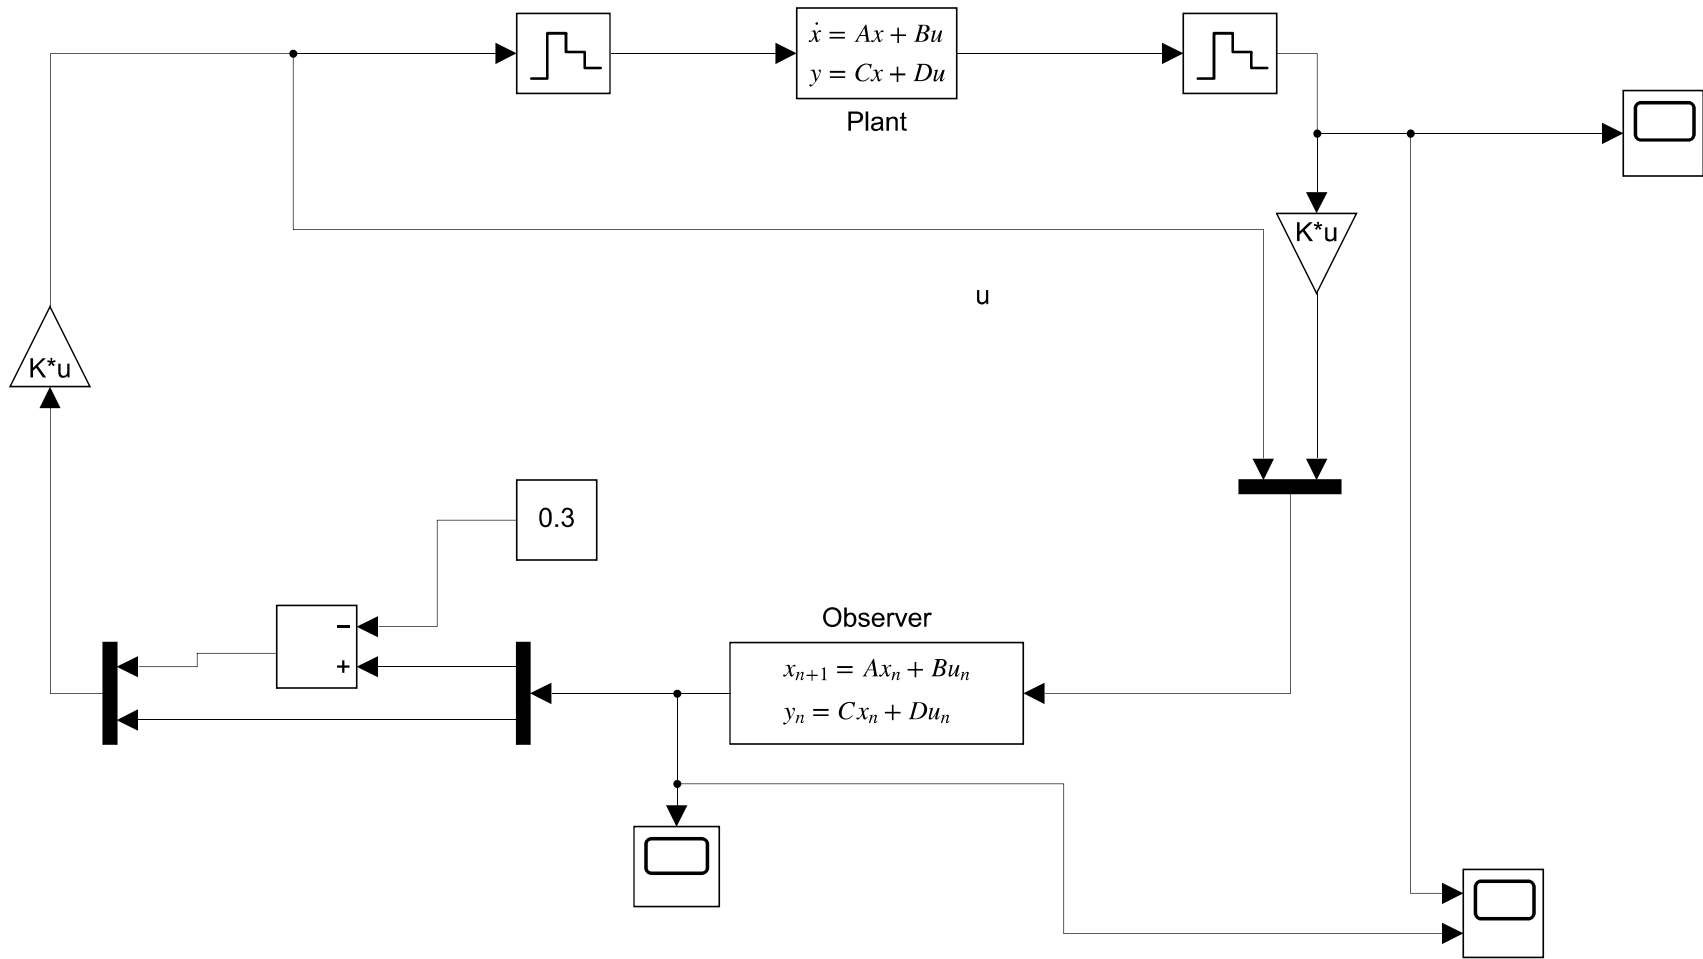 ẋ = Ax + Bu
y = Cx + Du
Plant
K*u
u
K*u
0.3
−
+
Observer
xₙ₊₁ = Axₙ + Buₙ
yₙ = Cxₙ + Duₙ